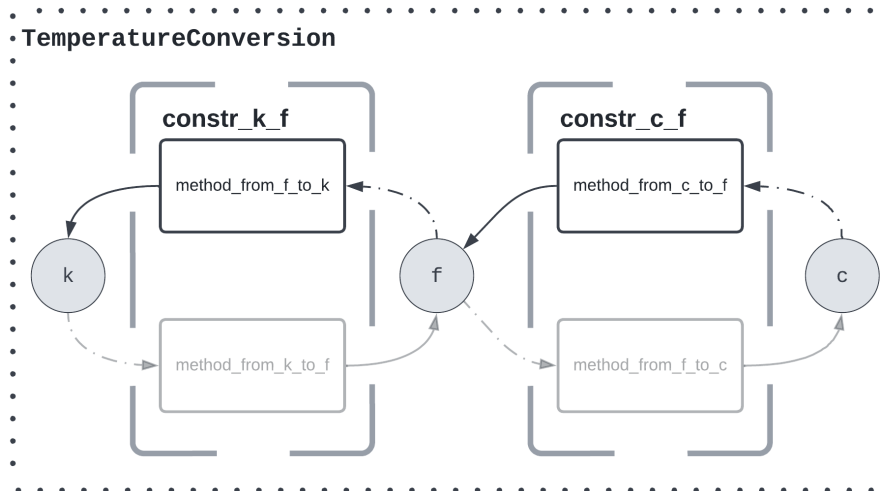 TemperatureConversion
constr_k_f
constr_c_f
method_from_f_to_k
method_from_c_to_f
k
f
c
method_from_k_to_f
method_from_f_to_c